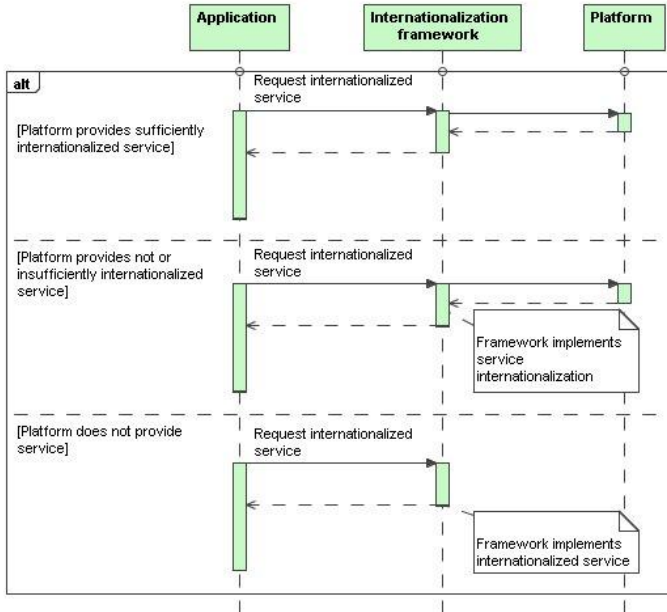 Application
Internationalization
framework
Platform
alt
Request internationalized
service
[Platform provides sufficiently
internationalized service]
[Platform provides not or
insufficiently internationalized
service]
Request internationalized
service
Framework implements
service
internationalization
[Platform does not provide
service]
Request internationalized
service
Framework implements
internationalized service